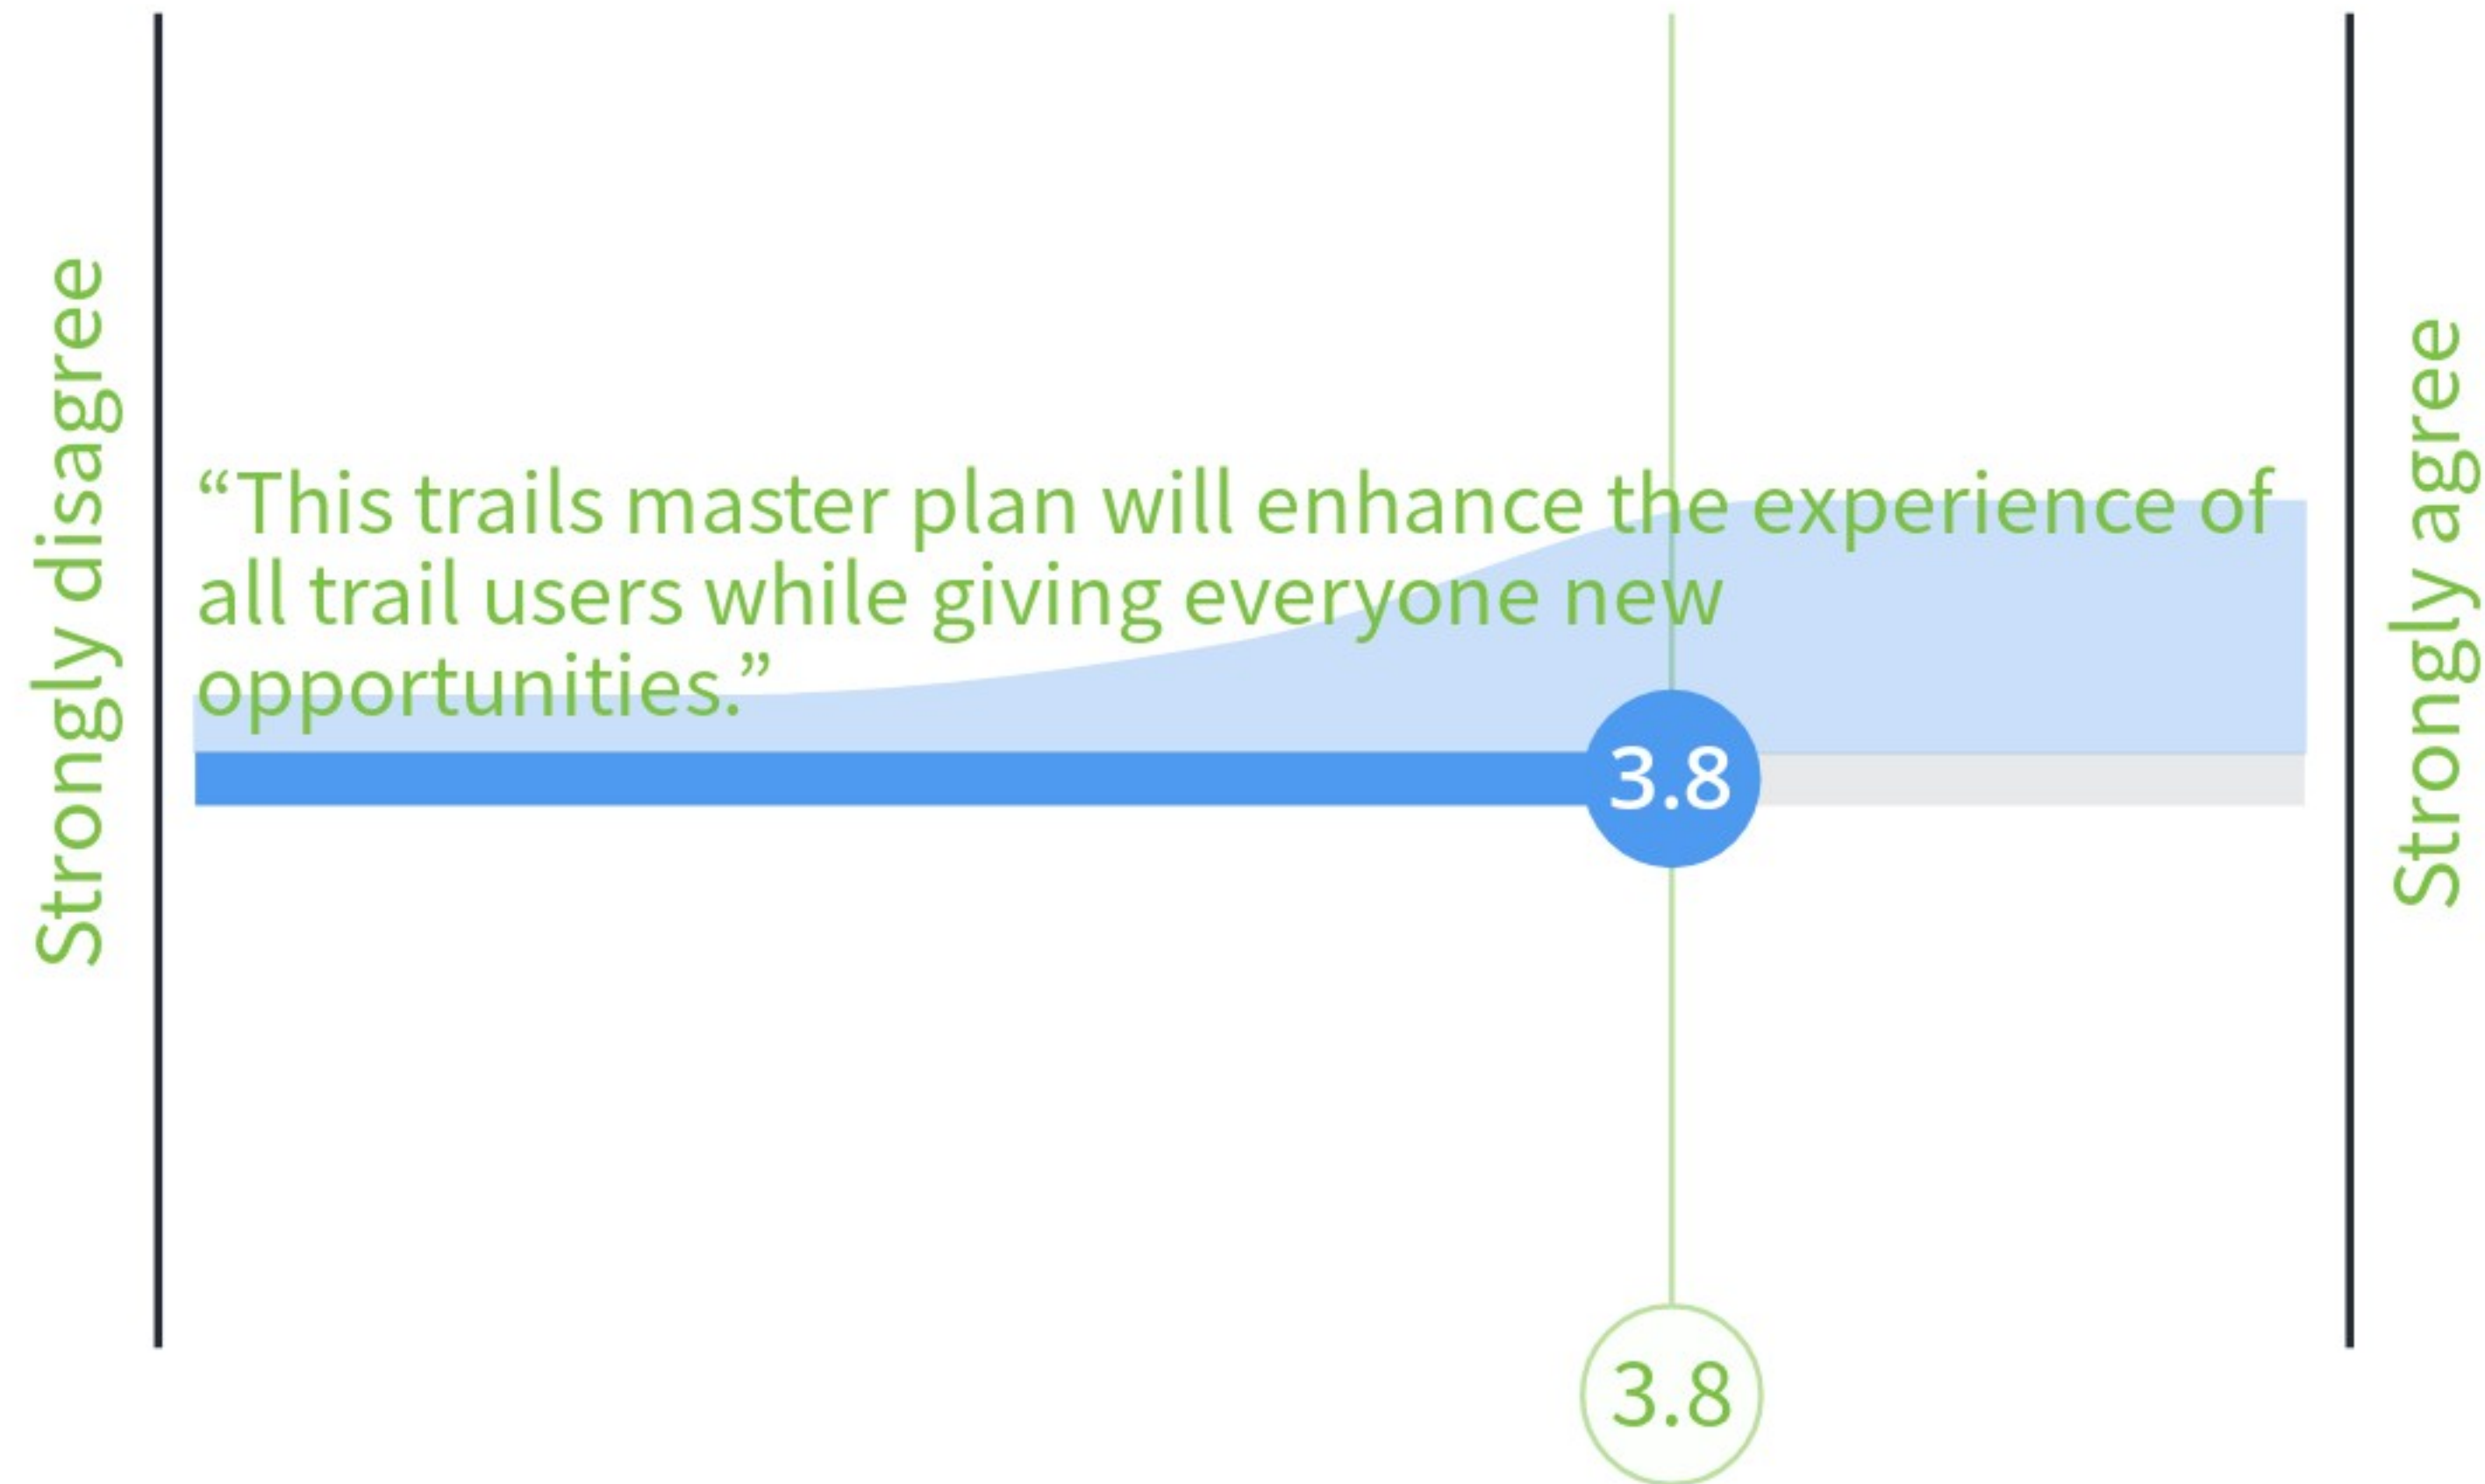 Strongly disagree
“This trails master plan will enhance the experience of
all trail users while giving everyone new
opportunities.”
3.8
3.8
Strongly agree